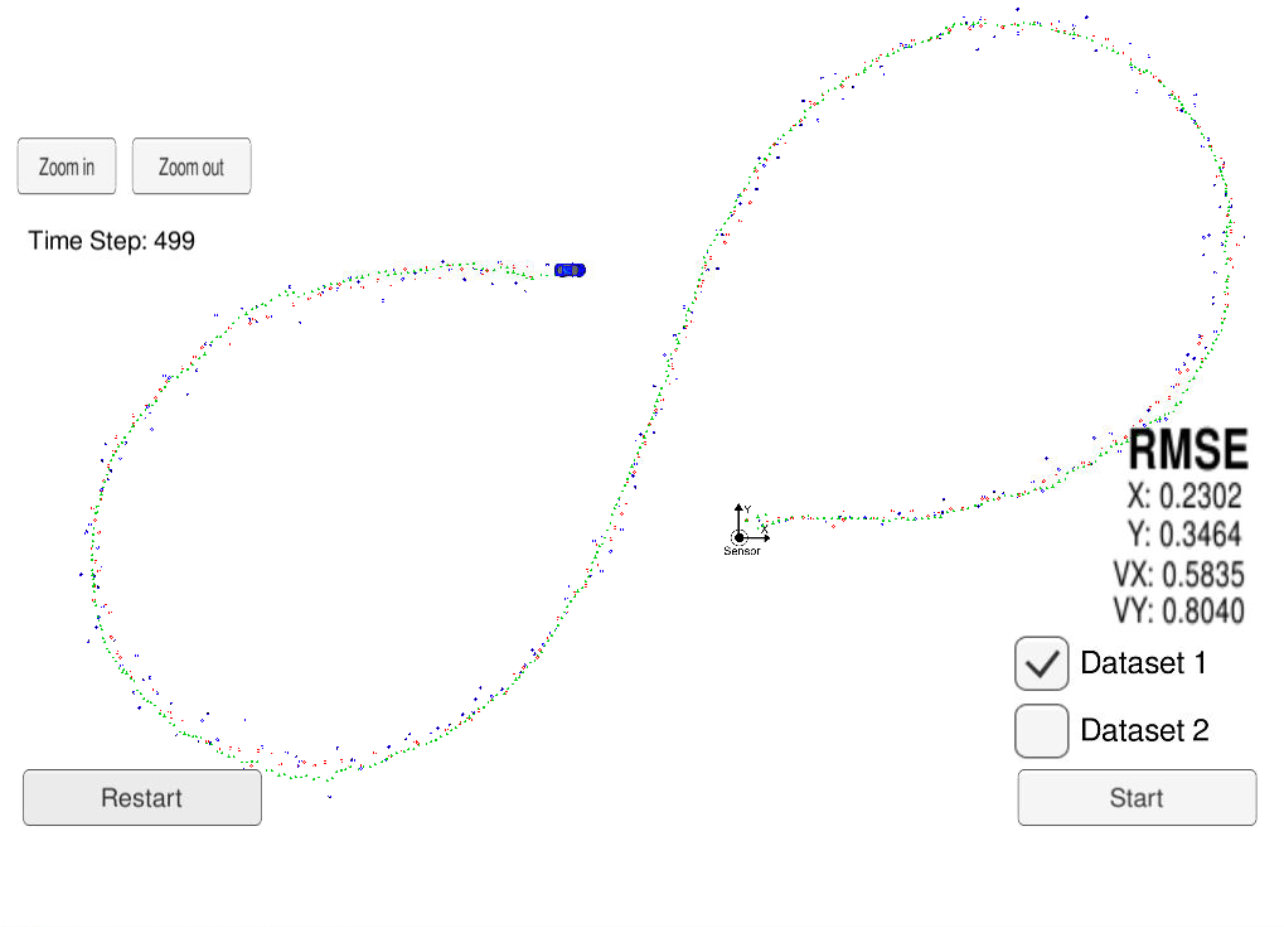 Zoom in
Zoom out
Time Step: 499
Y
X
Sensor
RMSE
X: 0.2302
Y: 0.3464
VX: 0.5835
VY: 0.8040
Dataset 1
Dataset 2
Restart
Start